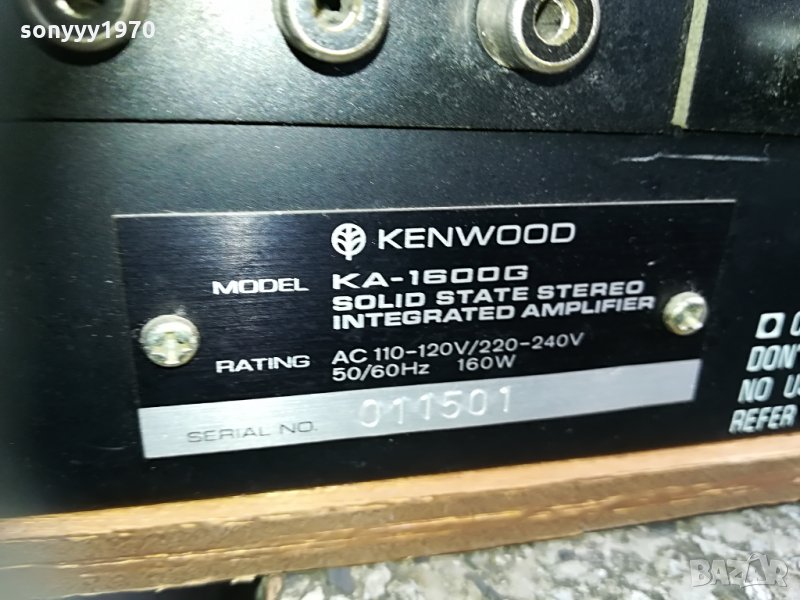 sonyyy1970
KENWOOD
MODEL KA-1600G
SOLID STATE STEREO
INTEGRATED AMPLIFIER
RATING AC 110-120V/220-240V
50/60Hz 160W
SERIAL NO. 011501
DON'T
NO
REFER
BAZAR